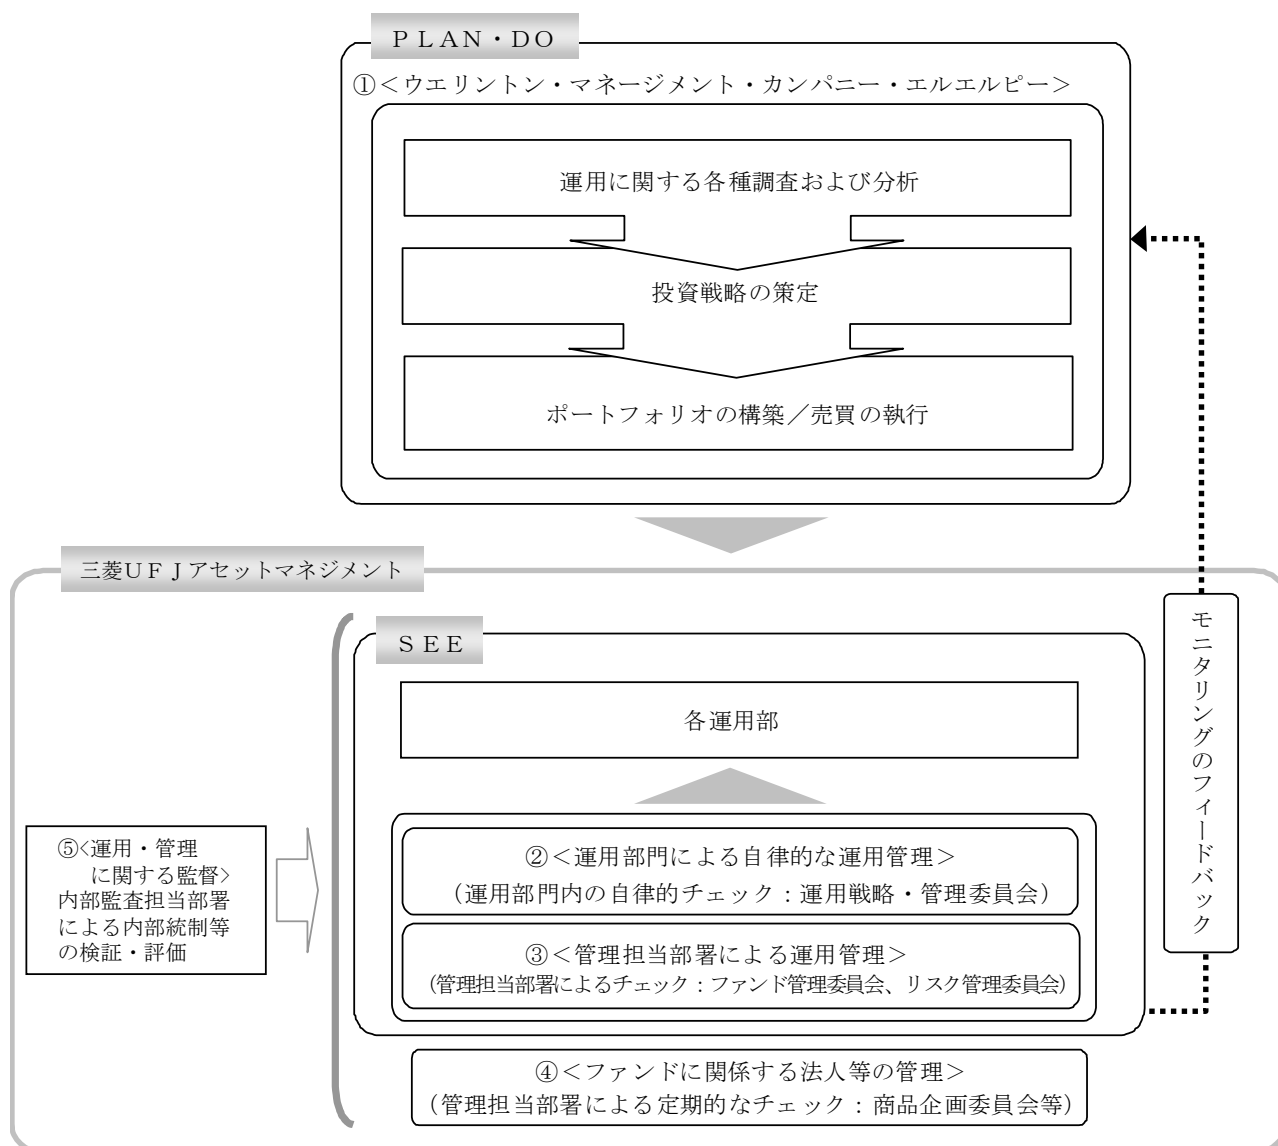 ＰＬＡＮ・ＤＯ
①＜ウエリントン・マネージメント・カンパニー・エルエルピー＞
運用に関する各種調査および分析
投資戦略の策定
ポートフォリオの構築／売買の執行
三菱ＵＦＪアセットマネジメント
ＳＥＥ
各運用部
②＜運用部門による自律的な運用管理＞
（運用部門内の自律的チェック：運用戦略・管理委員会）
③＜管理担当部署による運用管理＞
（管理担当部署によるチェック：ファンド管理委員会、リスク管理委員会）
④＜ファンドに関係する法人等の管理＞
（管理担当部署による定期的なチェック：商品企画委員会等）
⑤<運用・管理
に関する監督>
内部監査担当部署
による内部統制等
の検証・評価
モニタリングのフィードバック